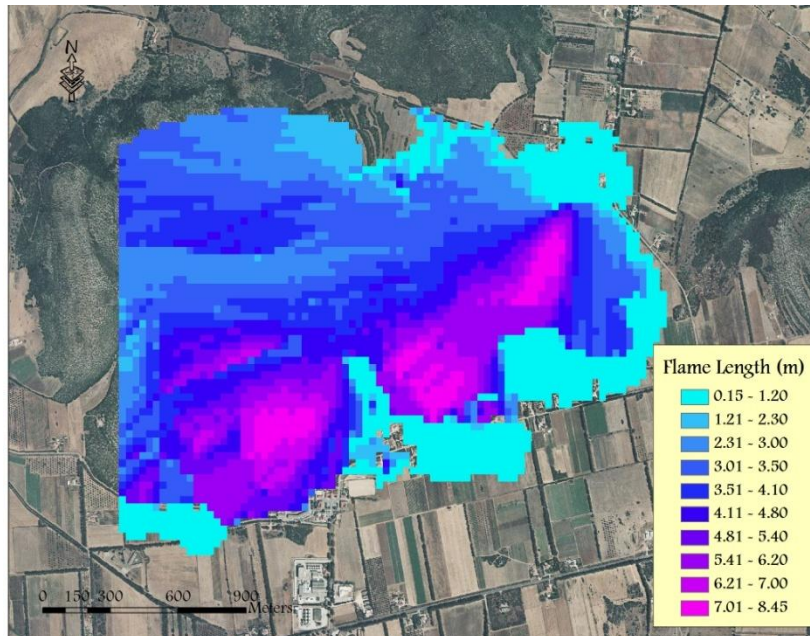 N
Flame Length (m)
0.15 - 1.20
1.21 - 2.30
2.31 - 3.00
3.01 - 3.50
3.51 - 4.10
4.11 - 4.80
4.81 - 5.40
5.41 - 6.20
6.21 - 7.00
7.01 - 8.45
0 150 300 600 900
Meters